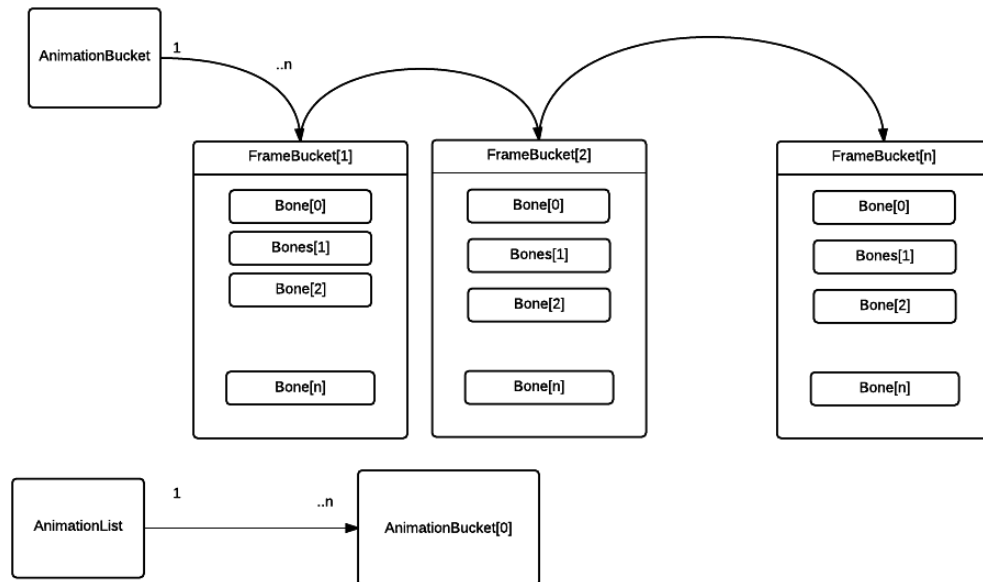 AnimationBucket
1
..n
FrameBucket[1]
Bone[0]
Bones[1]
Bone[2]
Bone[n]
FrameBucket[2]
Bone[0]
Bones[1]
Bone[2]
Bone[n]
FrameBucket[n]
Bone[0]
Bones[1]
Bone[2]
Bone[n]
AnimationList
1
..n
AnimationBucket[0]